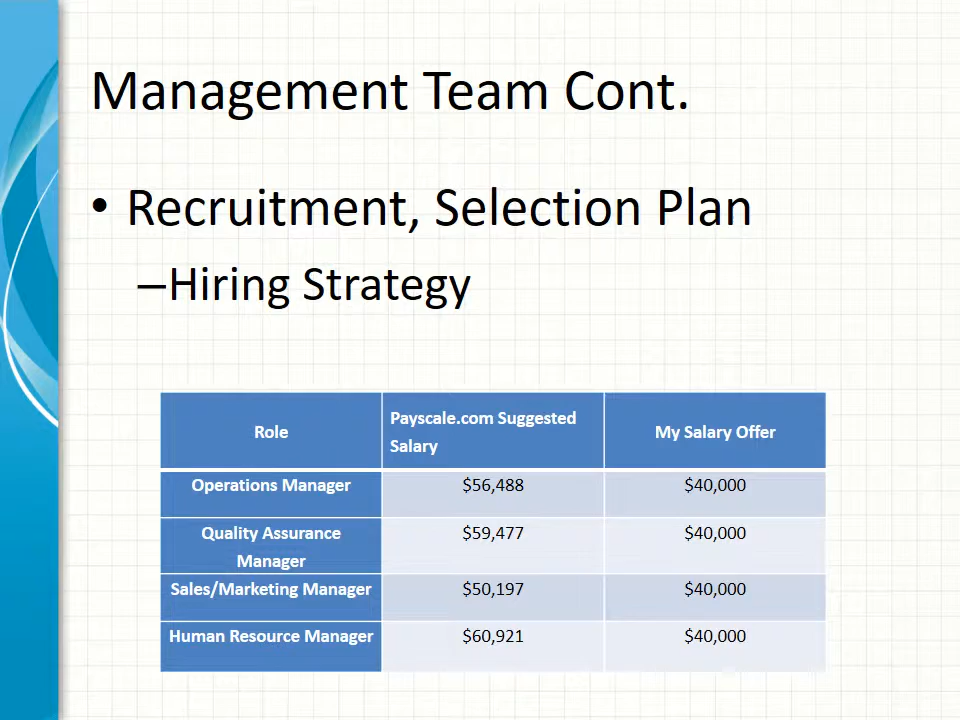 Management Team Cont.
• Recruitment, Selection Plan
–Hiring Strategy
Role
Payscale.com Suggested
Salary
My Salary Offer
Operations Manager
$56,488
$40,000
Quality Assurance
Manager
$59,477
$40,000
Sales/Marketing Manager
$50,197
$40,000
Human Resource Manager
$60,921
$40,000